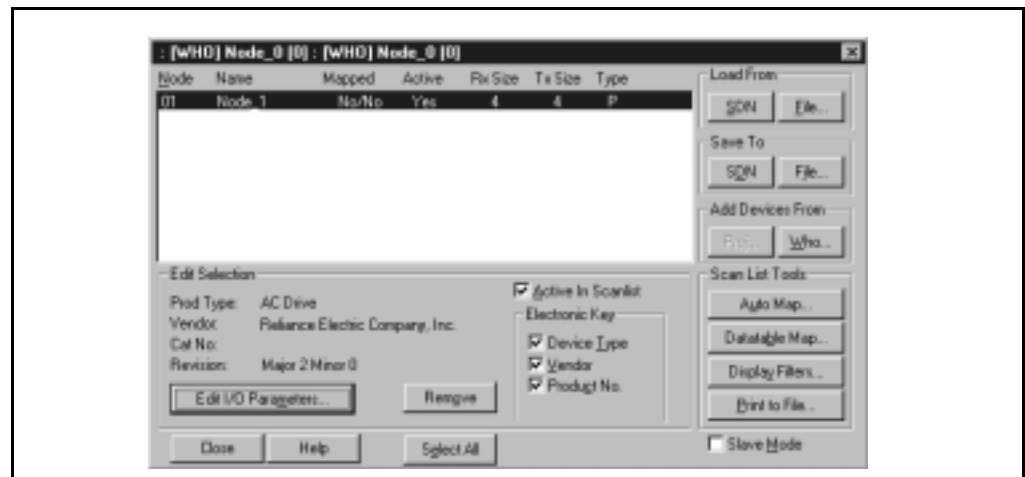 : [WHO] Node_0 [0] : [WHO] Node_0 [0]
Node Name Mapped Active Rx Size Tx Size Type
01 Node_1 No/No Yes 4 4 P
Load From
SDN File...
Save To
SDN File...
Add Devices From
Proj... Who...
Edit Selection
Prod Type: AC Drive
Vendor: Reliance Electric Company, Inc.
Cat No:
Revision: Major 2 Minor 0
Edit I/O Parameters...
Remove
Active In Scanlist
Electronic Key
Device Type
Vendor
Product No.
Scan List Tools
Auto Map...
Datatable Map...
Display Filters...
Print to File...
Close Help Select All
Slave Mode